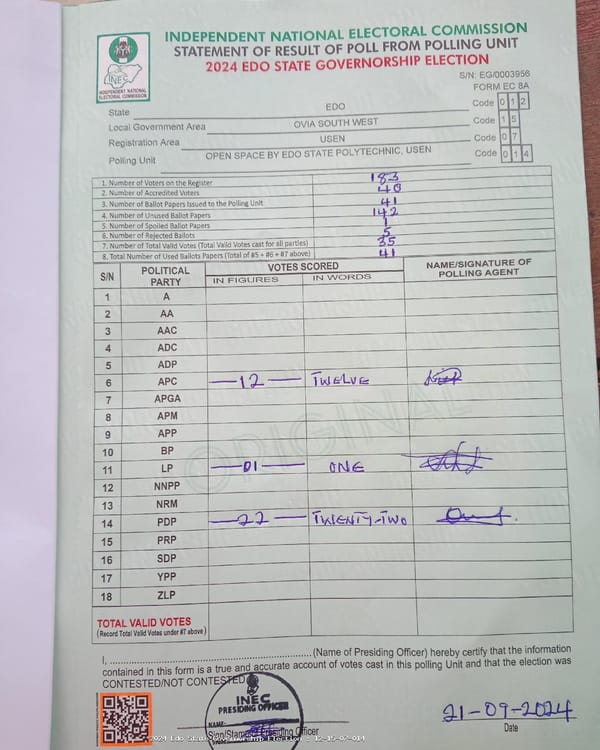 INDEPENDENT NATIONAL ELECTORAL COMMISSION
STATEMENT OF RESULT OF POLL FROM POLLING UNIT
2024 EDO STATE GOVERNORSHIP ELECTION
INEC
INDEPENDENT NATIONAL
ELECTORAL COMMISSION
S/N: EG/0003956
FORM EC 8A
State EDO Code 0 1 2
Local Government Area OVIA SOUTH WEST Code 1 5
Registration Area USEN Code 0 7
Polling Unit OPEN SPACE BY EDO STATE POLYTECHNIC, USEN Code 0 1 4
1. Number of Voters on the Register 183
2. Number of Accredited Voters 40
3. Number of Ballot Papers Issued to the Polling Unit 41
4. Number of Unused Ballot Papers 142
5. Number of Spoiled Ballot Papers 1
6. Number of Rejected Ballots 5
7. Number of Total Valid Votes (Total Valid Votes cast for all parties) 35
8. Total Number of Used Ballots Papers (Total of #5 + #6 + #7 above) 41
S/N POLITICAL PARTY VOTES SCORED NAME/SIGNATURE OF POLLING AGENT
IN FIGURES IN WORDS
1 A
2 AA
3 AAC
4 ADC
5 ADP
6 APC —12— TWELVE
7 APGA
8 APM
9 APP
10 BP
11 LP —01— ONE
12 NNPP
13 NRM
14 PDP —22— TWENTY-TWO
15 PRP
16 SDP
17 YPP
18 ZLP
ORIGINAL
TOTAL VALID VOTES
(Record Total Valid Votes under #7 above)
I, (Name of Presiding Officer) hereby certify that the information
contained in this form is a true and accurate account of votes cast in this polling Unit and that the election was
CONTESTED/NOT CONTESTED
INEC
PRESIDING OFFICER
NAME:
Sign/Stamp Presiding Officer
21-09-2024
Date
2024 Edo State Governorship Election - 12-15-07-014